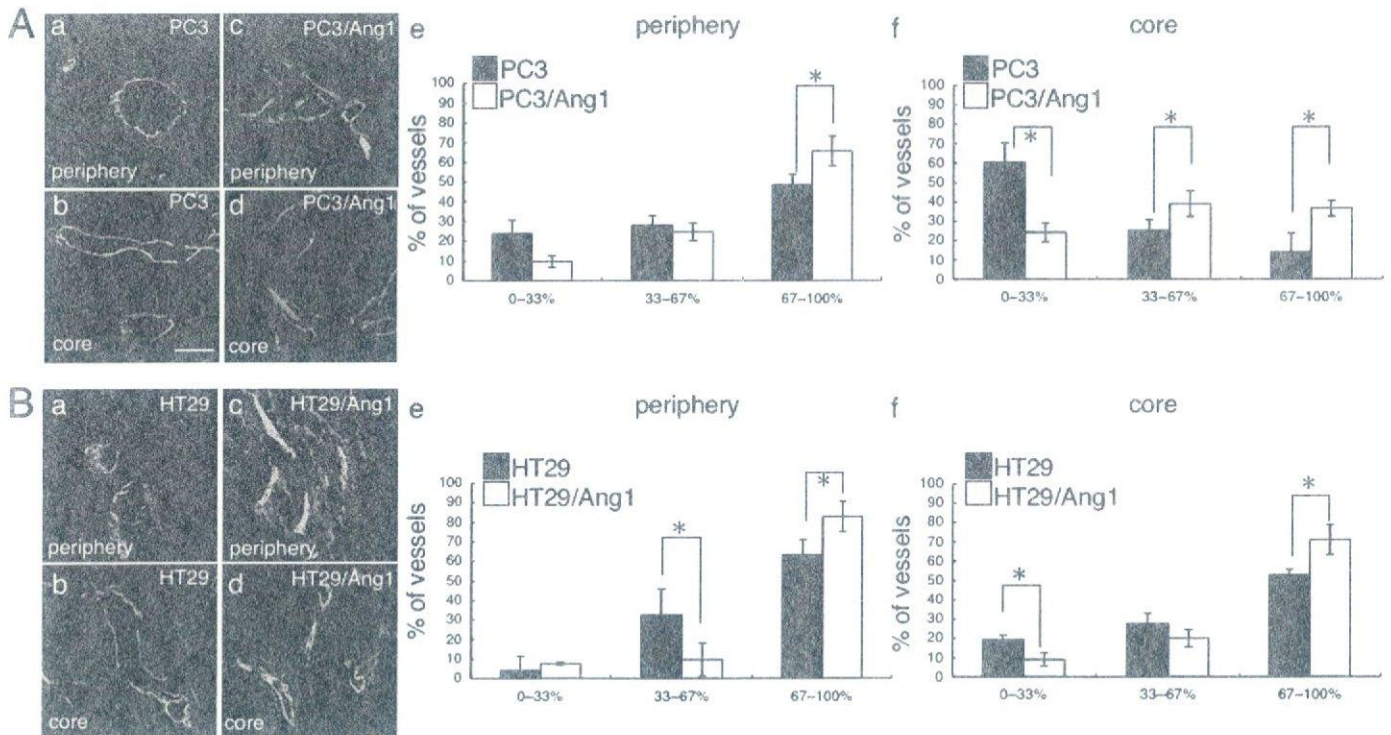 A
a
PC3
periphery
b
PC3
core
c
PC3/Ang1
periphery
d
PC3/Ang1
core
e
periphery
PC3
PC3/Ang1
% of vessels
100
90
80
70
60
50
40
30
20
10
0
*
0–33%
33–67%
67–100%
f
core
PC3
PC3/Ang1
% of vessels
100
90
80
70
60
50
40
30
20
10
0
*
*
*
0–33%
33–67%
67–100%
B
a
HT29
periphery
b
HT29
core
c
HT29/Ang1
periphery
d
HT29/Ang1
core
e
periphery
HT29
HT29/Ang1
% of vessels
100
90
80
70
60
50
40
30
20
10
0
*
*
0–33%
33–67%
67–100%
f
core
HT29
HT29/Ang1
% of vessels
100
90
80
70
60
50
40
30
20
10
0
*
*
0–33%
33–67%
67–100%